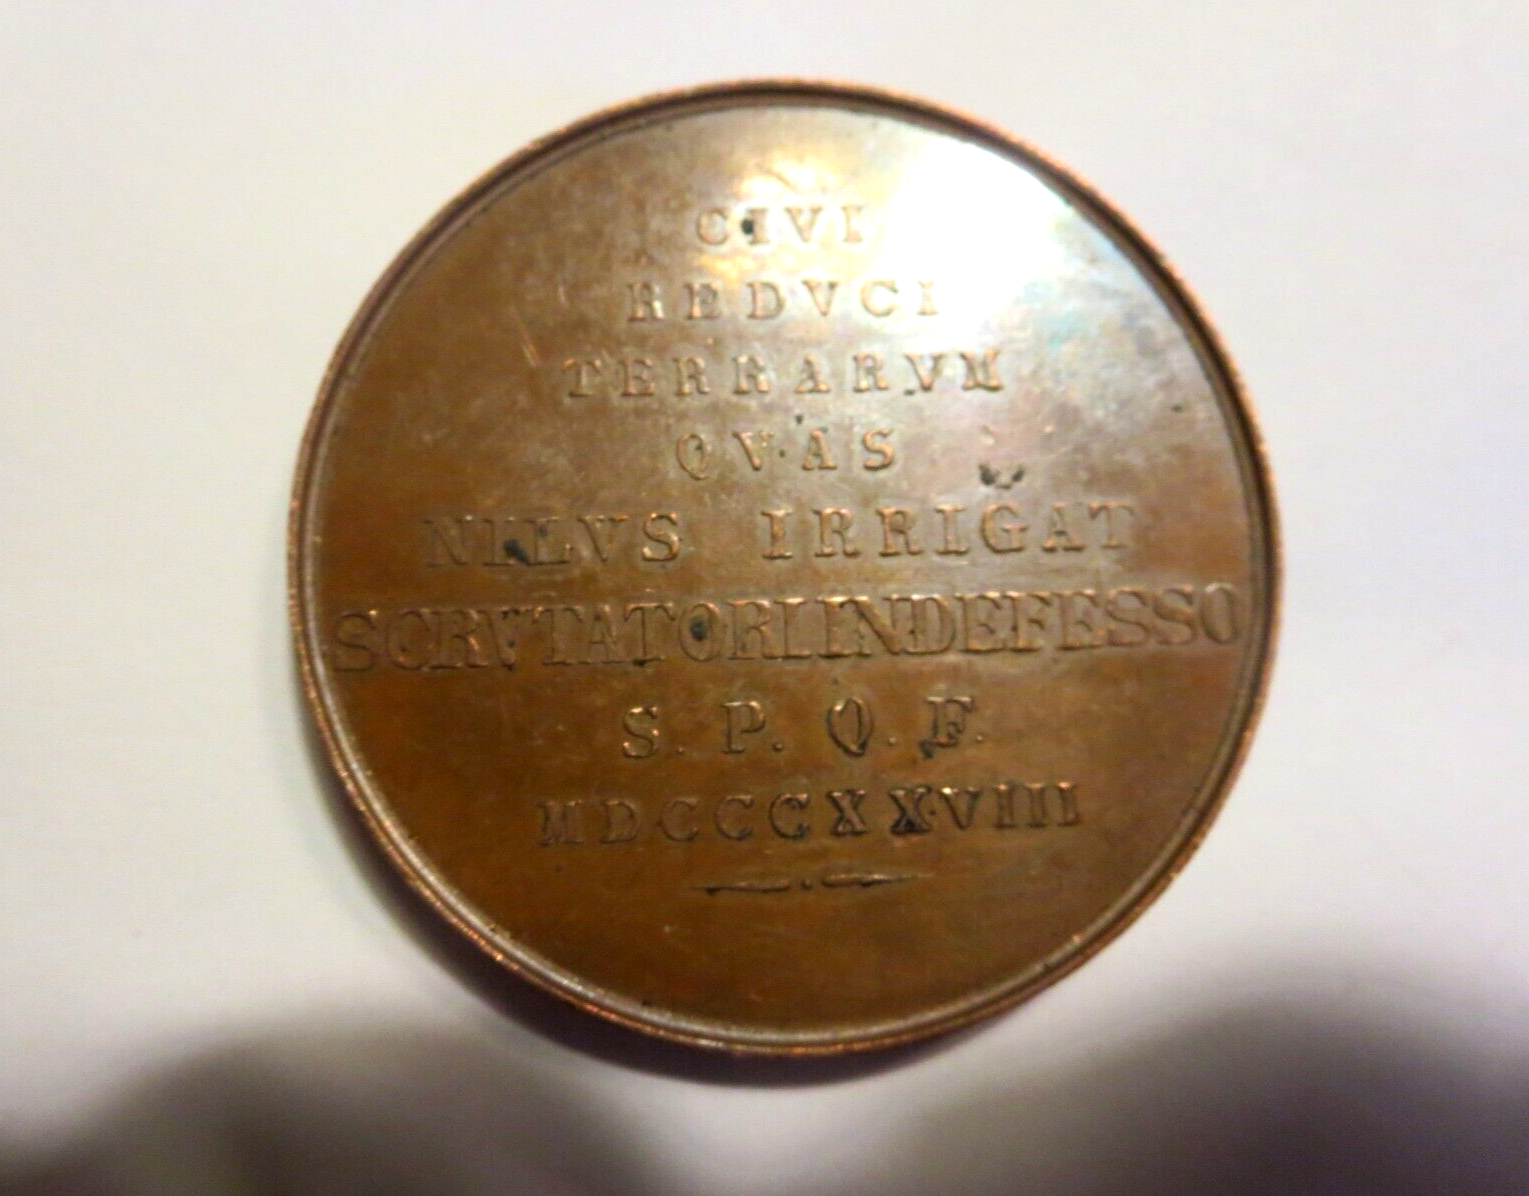 CIVI
REDVCI
TERRARVM
QVAS
NILVS IRRIGAT
SCRVTATORI INDEFESSO
S. P. Q. F.
MDCCCXXVIII